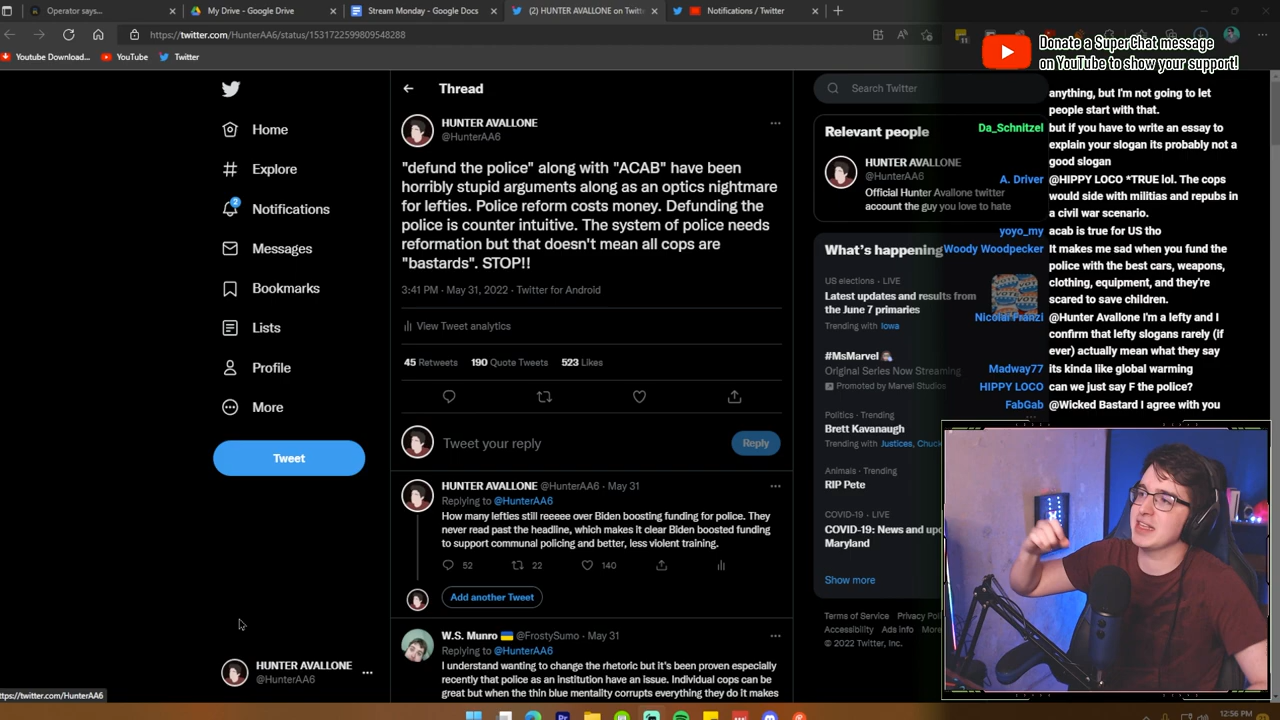 Operator says...
My Drive - Google Drive
Stream Monday - Google Docs
(2) HUNTER AVALLONE on Twitt
Notifications / Twitter
https://twitter.com/HunterAA6/status/1531722599809548288
Youtube Download...
YouTube
Twitter
Donate a SuperChat message
on YouTube to show your support!
Home
Explore
2
Notifications
Messages
Bookmarks
Lists
Profile
More
Tweet
HUNTER AVALLONE
@HunterAA6
https://twitter.com/HunterAA6
Thread
HUNTER AVALLONE
@HunterAA6
"defund the police" along with "ACAB" have been
horribly stupid arguments along as an optics nightmare
for lefties. Police reform costs money. Defunding the
police is counter intuitive. The system of police needs
reformation but that doesn't mean all cops are
"bastards". STOP!!
3:41 PM · May 31, 2022 · Twitter for Android
View Tweet analytics
45 Retweets 190 Quote Tweets 523 Likes
Tweet your reply
Reply
HUNTER AVALLONE @HunterAA6 · May 31
Replying to @HunterAA6
How many lefties still reeeee over Biden boosting funding for police. They
never read past the headline, which makes it clear Biden boosted funding
to support communal policing and better, less violent training.
52
22
140
Add another Tweet
W.S. Munro @FrostySumo · May 31
Replying to @HunterAA6
I understand wanting to change the rhetoric but it's been proven especially
recently that police as an institution have an issue. Individual cops can be
great but when the thin blue mentality corrupts everything they do it makes
Search Twitter
Relevant people
HUNTER AVALLONE
@HunterAA6
Official Hunter Avallone twitter
account the guy you love to hate
What's happening
US elections · LIVE
Latest updates and results from
the June 7 primaries
Trending with Iowa
#MsMarvel
Original Series Now Streaming
Promoted by Marvel Studios
Politics · Trending
Brett Kavanaugh
Trending with Justices, Chuck
Animals · Trending
RIP Pete
COVID-19 · LIVE
COVID-19: News and up
Maryland
Show more
Terms of Service Privacy Pol
Accessibility Ads info More
© 2022 Twitter, Inc.
anything, but I'm not going to let
people start with that.
Da_Schnitzel but if you have to write an essay to
explain your slogan its probably not a
good slogan
A. Driver @HIPPY LOCO *TRUE lol. The cops
would side with militias and repubs in
a civil war scenario.
yoyo_my acab is true for US tho
Woody Woodpecker It makes me sad when you fund the
police with the best cars, weapons,
clothing, equipment, and they're
scared to save children.
Nicolai Franzi @Hunter Avallone I'm a lefty and I
confirm that lefty slogans rarely (if
ever) actually mean what they say
Madway77 its kinda like global warming
HIPPY LOCO can we just say F the police?
FabGab @Wicked Bastard I agree with you
12:56 PM